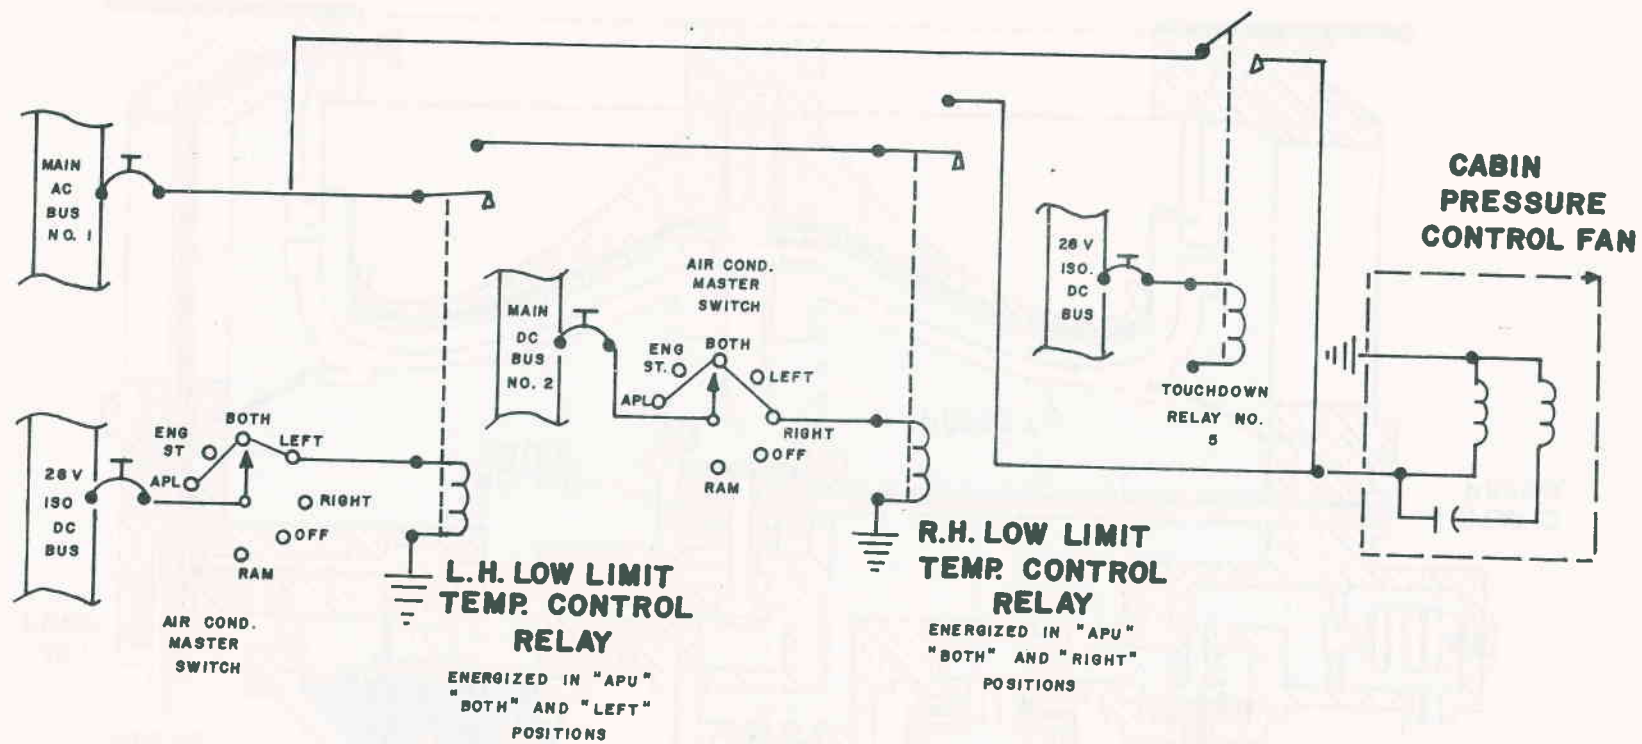 MAIN
AC
BUS
NO. 1
CABIN
PRESSURE
CONTROL FAN
28 V
ISO.
DC
BUS
TOUCHDOWN
RELAY NO.
5
AIR COND.
MASTER
SWITCH
MAIN
DC
BUS
NO. 2
BOTH
ENG
ST.
LEFT
APL
RIGHT
OFF
RAM
28 V
ISO
DC
BUS
BOTH
ENG
ST
LEFT
APL
RIGHT
OFF
RAM
AIR COND.
MASTER
SWITCH
L.H. LOW LIMIT
TEMP. CONTROL
RELAY
ENERGIZED IN "APU"
"BOTH" AND "LEFT"
POSITIONS
R.H. LOW LIMIT
TEMP. CONTROL
RELAY
ENERGIZED IN "APU"
"BOTH" AND "RIGHT"
POSITIONS